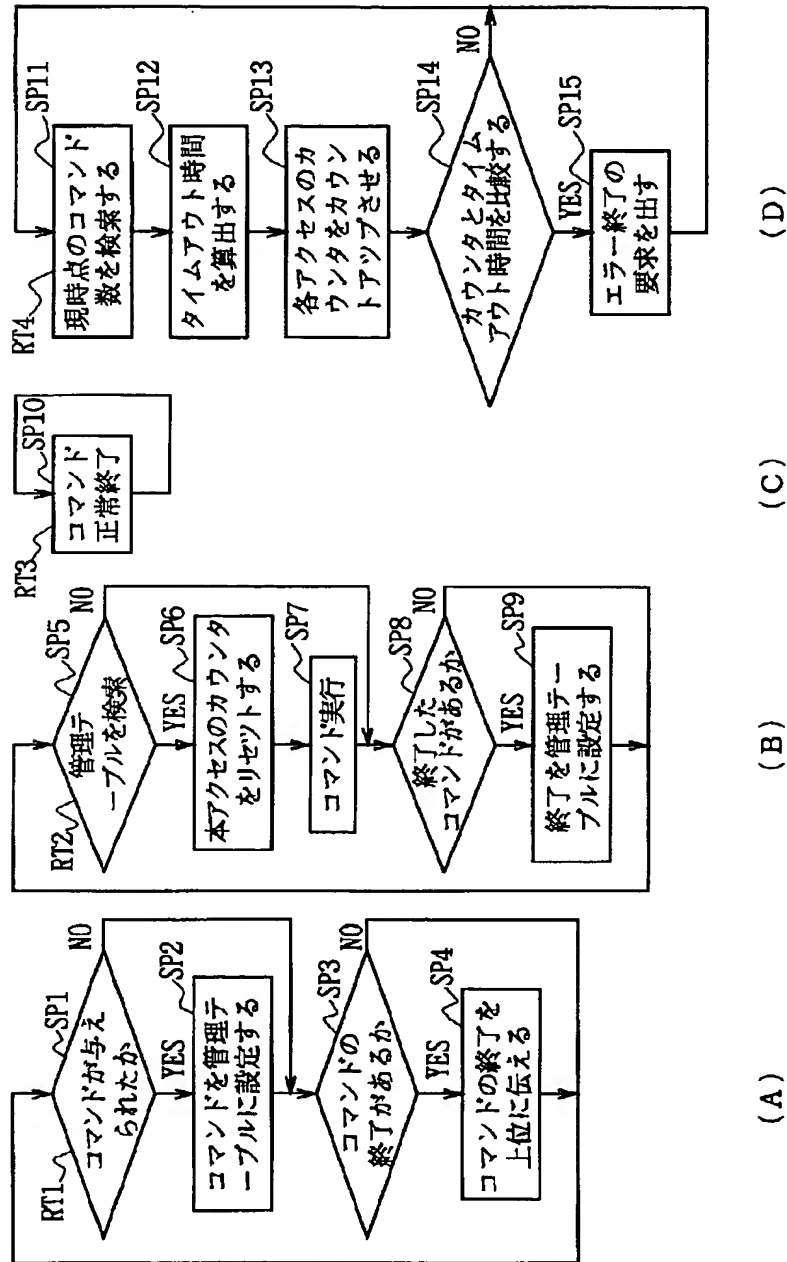 RT1
SP1
コマンドが与え
られたか
NO
YES
SP2
コマンドを管理テ
ーブルに設定する
SP3
コマンドの
終了があるか
NO
YES
SP4
コマンドの終了を
上位に伝える
(A)
RT2
SP5
管理テ
ーブルを検索
NO
YES
SP6
本アクセスのカウンタ
をリセツトする
SP7
コマンド実行
SP8
終了した
コマンドがあるか
NO
YES
SP9
終了を管理テー
ブルに設定する
(B)
RT3
SP10
コマンド
正常終了
(C)
RT4
SP11
現時点のコマンド
数を検索する
SP12
タイムアウト時間
を算出する
SP13
各アクセスのカ
ウンタをカウン
トアツプさせる
SP14
カウンタとタイム
アウト時間を比較する
NO
YES
SP15
エラー終了の
要求を出す
(D)